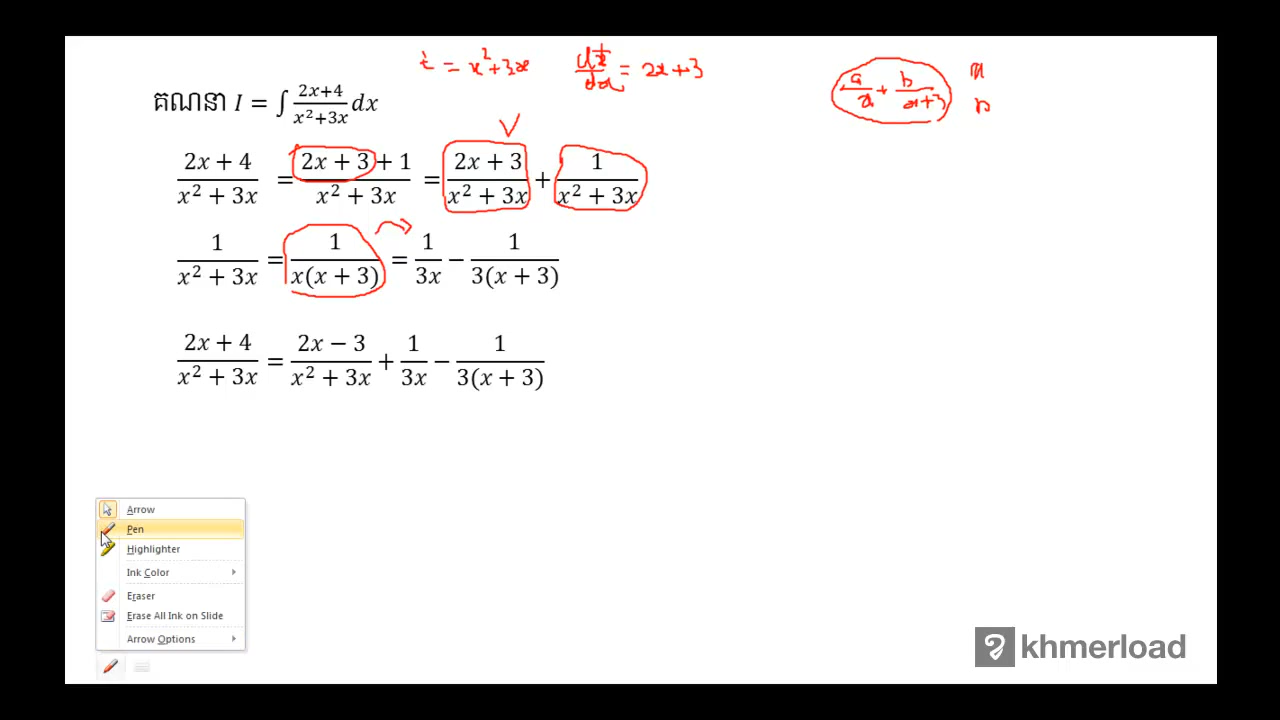 t = x²+3x   dt/dx = 2x+3   a/x + b/(x+3)   a
b
គណនា I = ∫ (2x+4)/(x²+3x) dx
(2x + 4)/(x² + 3x) = (2x + 3 + 1)/(x² + 3x) = (2x + 3)/(x² + 3x) + 1/(x² + 3x)
1/(x² + 3x) = 1/(x(x + 3)) = 1/(3x) − 1/(3(x + 3))
(2x + 4)/(x² + 3x) = (2x − 3)/(x² + 3x) + 1/(3x) − 1/(3(x + 3))
Arrow
Pen
Highlighter
Ink Color
Eraser
Erase All Ink on Slide
Arrow Options
khmerload